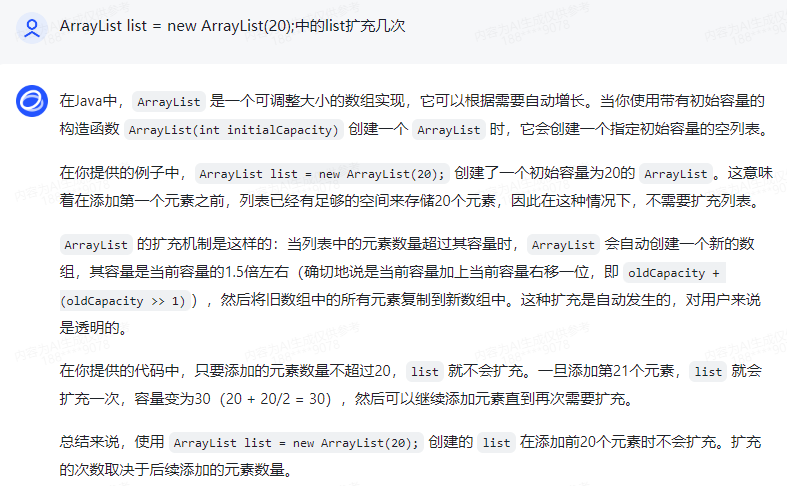 ArrayList list = new ArrayList(20);中的list扩充几次
在Java中， ArrayList 是一个可调整大小的数组实现，它可以根据需要自动增长。当你使用带有初始容量的
构造函数 ArrayList(int initialCapacity) 创建一个 ArrayList 时，它会创建一个指定初始容量的空列表。
在你提供的例子中， ArrayList list = new ArrayList(20); 创建了一个初始容量为20的 ArrayList 。这意味
着在添加第一个元素之前，列表已经有足够的空间来存储20个元素，因此在这种情况下，不需要扩充列表。
ArrayList 的扩充机制是这样的：当列表中的元素数量超过其容量时， ArrayList 会自动创建一个新的数
组，其容量是当前容量的1.5倍左右（确切地说是当前容量加上当前容量右移一位，即 oldCapacity +
(oldCapacity >> 1) ），然后将旧数组中的所有元素复制到新数组中。这种扩充是自动发生的，对用户来说
是透明的。
在你提供的代码中，只要添加的元素数量不超过20， list 就不会扩充。一旦添加第21个元素， list 就会
扩充一次，容量变为30（20 + 20/2 = 30），然后可以继续添加元素直到再次需要扩充。
总结来说，使用 ArrayList list = new ArrayList(20); 创建的 list 在添加前20个元素时不会扩充。扩充
的次数取决于后续添加的元素数量。